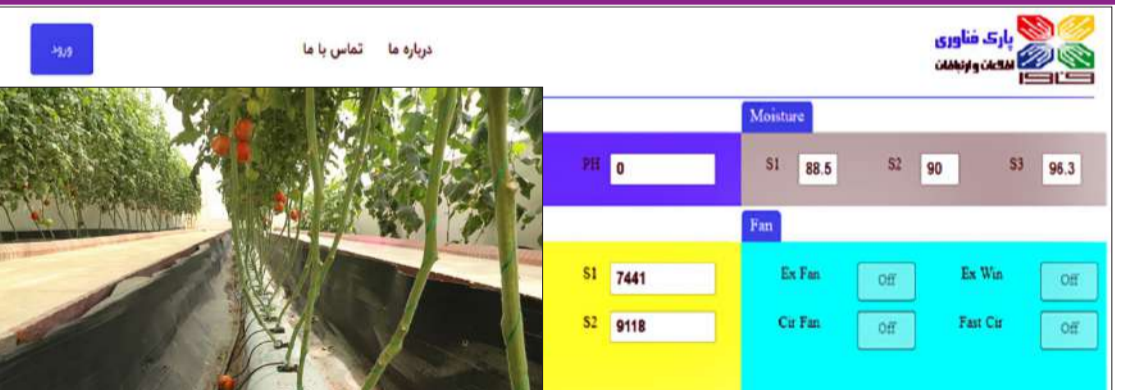 پارک فناوری
اطلاعات و ارتباطات
فناوا
درباره ما تماس با ما
ورود
Moisture
PH 0
S1 88.5 S2 90 S3 96.3
Fan
S1 7441
S2 9118
Ex Fan Off Ex Win Off
Cir Fan Off Fast Cir Off